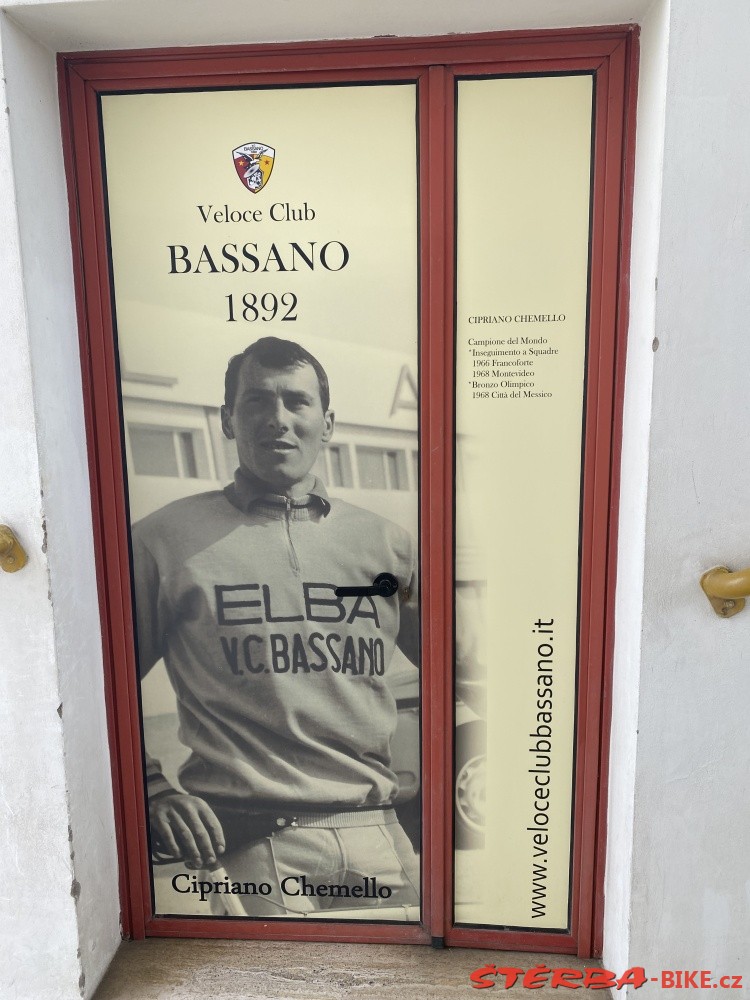 BASSANO
Veloce Club
BASSANO
1892
CIPRIANO CHEMELLO
Campione del Mondo
*Inseguimento a Squadre
1966 Francoforte
1968 Montevideo
*Bronzo Olimpico
1968 Città del Messico
ELBA
V.C.BASSANO
Cipriano Chemello
www.veloceclubbassano.it
ŠTĚRBA-BIKE.cz